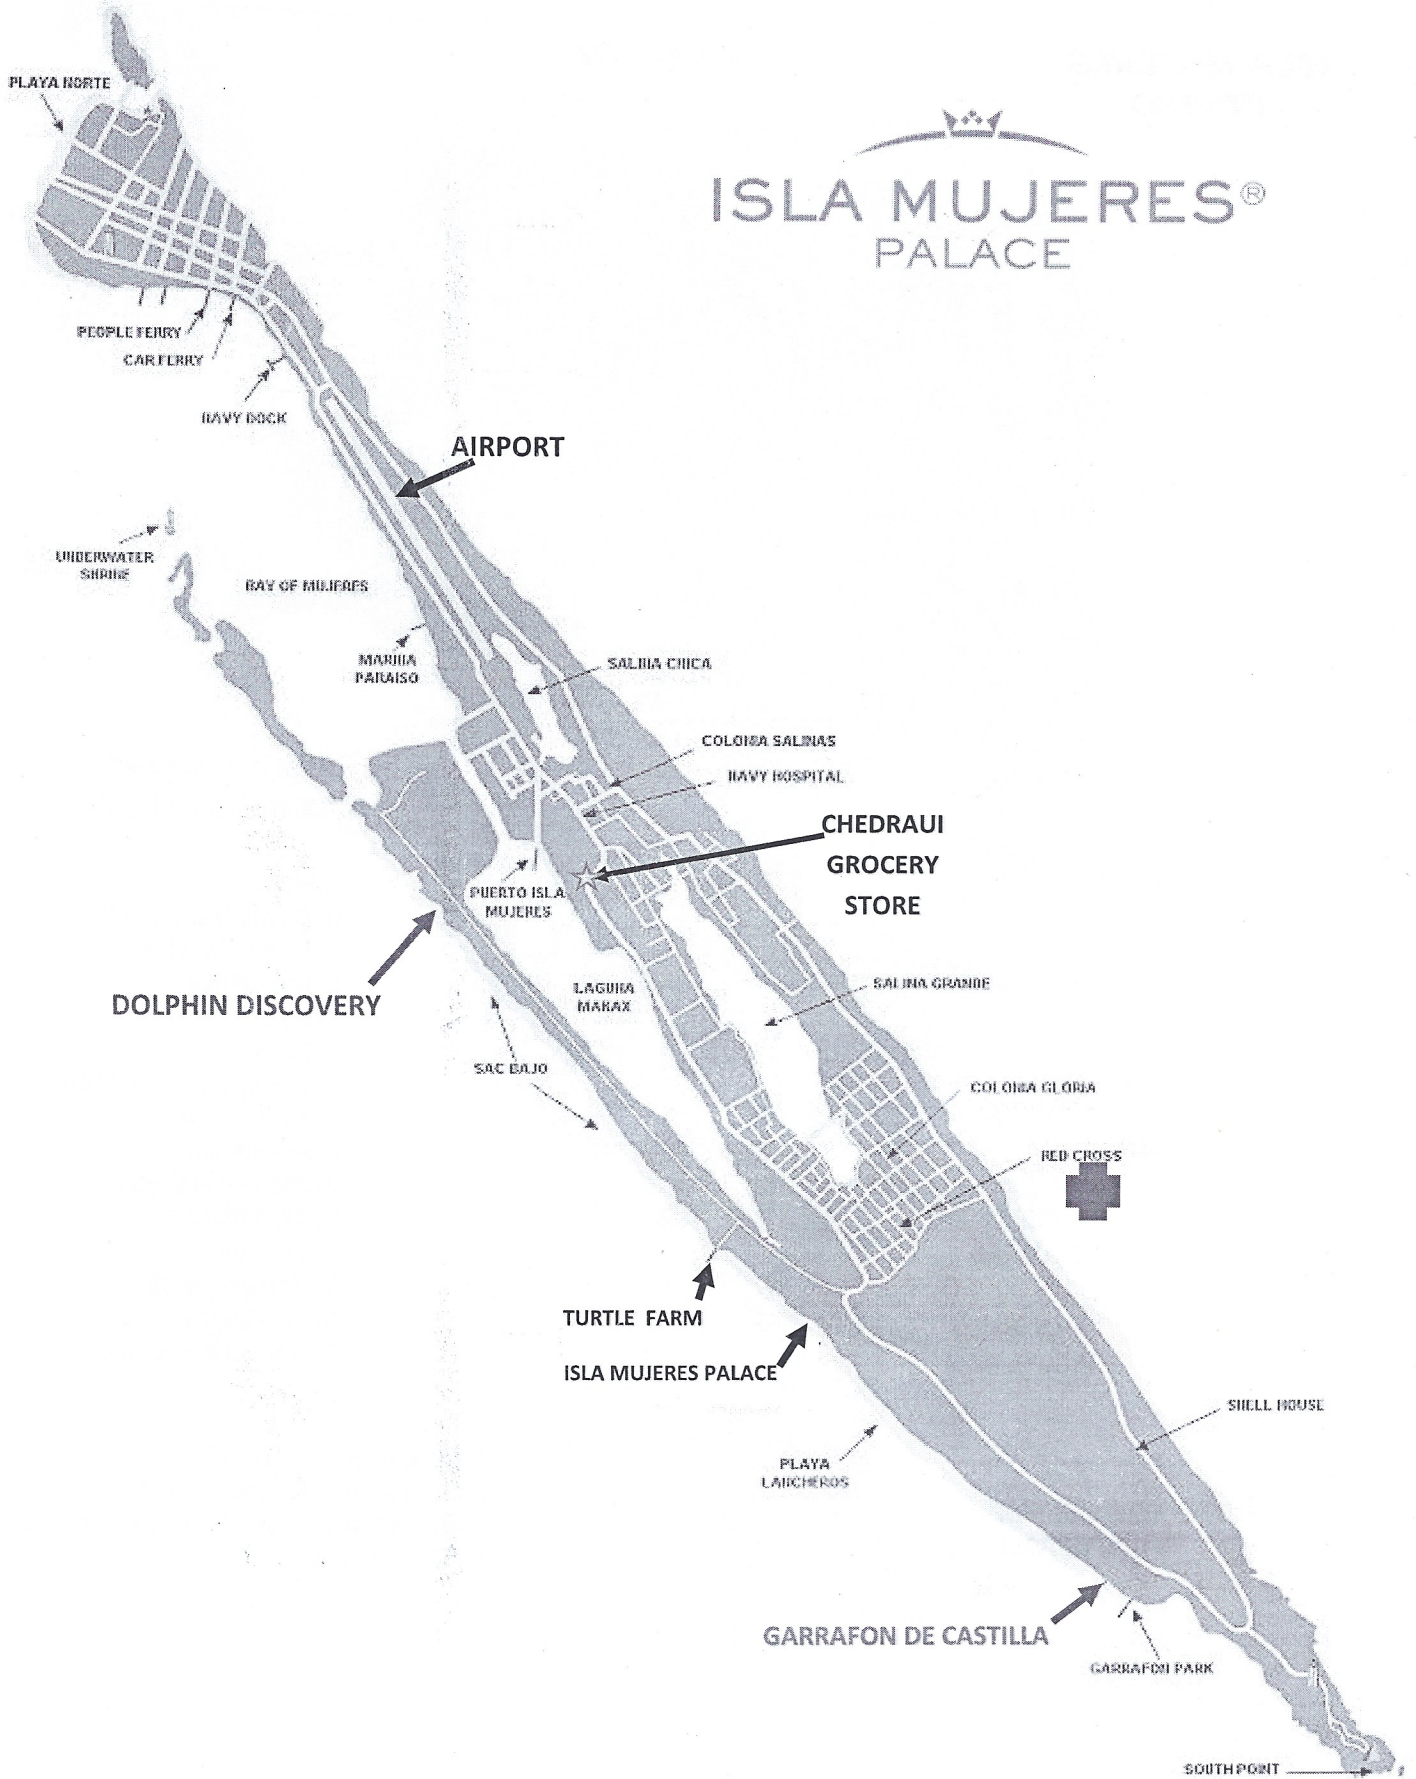 PLAYA NORTE
ISLA MUJERES®
PALACE
PEOPLE FERRY
CAR FERRY
NAVY DOCK
AIRPORT
UNDERWATER
SHRINE
BAY OF MUJERES
MARINA
PARAISO
SALINA CHICA
COLONIA SALINAS
NAVY HOSPITAL
CHEDRAUI
GROCERY
STORE
PUERTO ISLA
MUJERES
DOLPHIN DISCOVERY
LAGUNA
MAKAX
SALINA GRANDE
SAC BAJO
COLONIA GLORIA
RED CROSS
TURTLE FARM
ISLA MUJERES PALACE
SHELL HOUSE
PLAYA
LANCHEROS
GARRAFON DE CASTILLA
GARRAFON PARK
SOUTH POINT